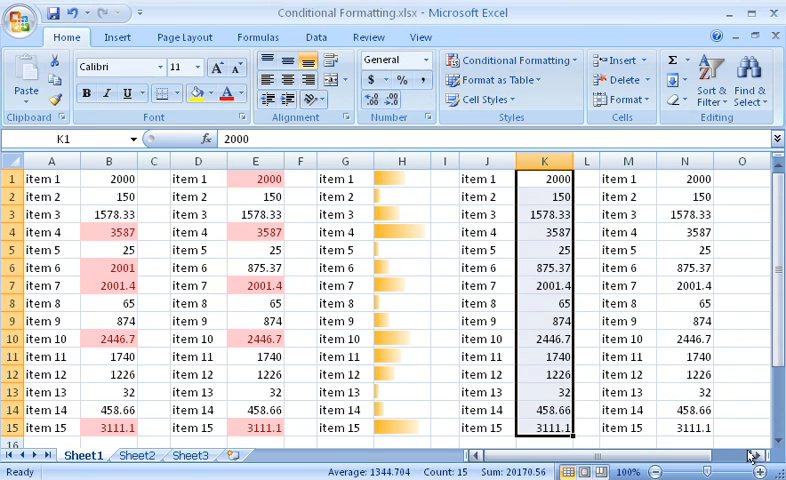 Conditional Formatting.xlsx - Microsoft Excel
Home Insert Page Layout Formulas Data Review View
Calibri 11 General Conditional Formatting Insert Σ
Paste B I U A $ % , Format as Table Delete Sort & Filter Find & Select
Cell Styles Format
Clipboard Font Alignment Number Styles Cells Editing
K1 fx 2000
A B C D E F G H I J K L M N O
1 item 1 2000 item 1 2000 item 1 item 1 2000 item 1 2000
2 item 2 150 item 2 150 item 2 item 2 150 item 2 150
3 item 3 1578.33 item 3 1578.33 item 3 item 3 1578.33 item 3 1578.33
4 item 4 3587 item 4 3587 item 4 item 4 3587 item 4 3587
5 item 5 25 item 5 25 item 5 item 5 25 item 5 25
6 item 6 2001 item 6 875.37 item 6 item 6 875.37 item 6 875.37
7 item 7 2001.4 item 7 2001.4 item 7 item 7 2001.4 item 7 2001.4
8 item 8 65 item 8 65 item 8 item 8 65 item 8 65
9 item 9 874 item 9 874 item 9 item 9 874 item 9 874
10 item 10 2446.7 item 10 2446.7 item 10 item 10 2446.7 item 10 2446.7
11 item 11 1740 item 11 1740 item 11 item 11 1740 item 11 1740
12 item 12 1226 item 12 1226 item 12 item 12 1226 item 12 1226
13 item 13 32 item 13 32 item 13 item 13 32 item 13 32
14 item 14 458.66 item 14 458.66 item 14 item 14 458.66 item 14 458.66
15 item 15 3111.1 item 15 3111.1 item 15 item 15 3111.1 item 15 3111.1
16
Sheet1 Sheet2 Sheet3
Ready Average: 1344.704 Count: 15 Sum: 20170.56 100%